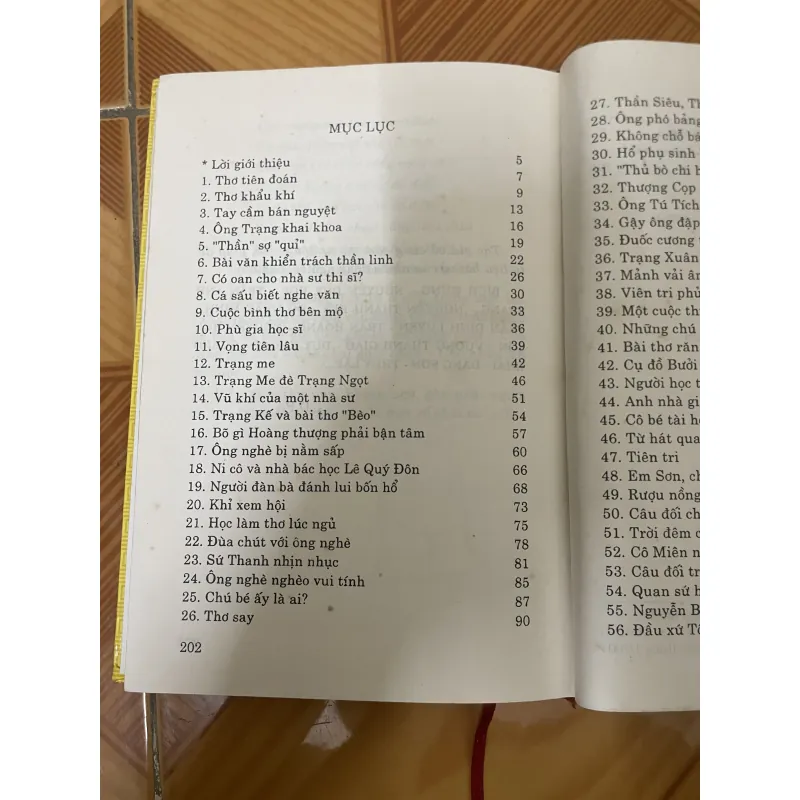 MỤC LỤC
* Lời giới thiệu 5
1. Thơ tiên đoán 7
2. Thơ khẩu khí 9
3. Tay cầm bán nguyệt 13
4. Ông Trạng khai khoa 16
5. "Thần" sợ "quỉ" 19
6. Bài văn khiển trách thần linh 22
7. Có oan cho nhà sư thi sĩ? 26
8. Cá sấu biết nghe văn 30
9. Cuộc bình thơ bên mộ 33
10. Phù gia học sĩ 36
11. Vọng tiên lâu 39
12. Trạng me 42
13. Trạng Me đè Trạng Ngọt 46
14. Vũ khí của một nhà sư 51
15. Trạng Kế và bài thơ "Bèo" 54
16. Bõ gì Hoàng thượng phải bận tâm 57
17. Ông nghè bị nằm sấp 60
18. Ni cô và nhà bác học Lê Quý Đôn 66
19. Người đàn bà đánh lui bốn hổ 68
20. Khỉ xem hội 73
21. Học làm thơ lúc ngủ 75
22. Đùa chút với ông nghè 78
23. Sứ Thanh nhịn nhục 81
24. Ông nghè nghèo vui tính 85
25. Chú bé ấy là ai? 87
26. Thơ say 90
202
27. Thần Siêu, Th
28. Ông phó bảng
29. Không chỗ bá
30. Hổ phụ sinh
31. "Thủ bò chi h
32. Thượng Cọp
33. Ông Tú Tích
34. Gậy ông đập
35. Đuốc cương t
36. Trạng Xuân
37. Mảnh vải ân
38. Viên tri phủ
39. Một cuộc th
40. Những chú
41. Bài thơ răn
42. Cụ đồ Bưởi
43. Người học t
44. Anh nhà gi
45. Cô bé tài h
46. Từ hát qua
47. Tiên tri
48. Em Sơn, ch
49. Rượu nồng
50. Câu đối ch
51. Trời đêm c
52. Cô Miên n
53. Câu đối tr
54. Quan sứ h
55. Nguyễn B
56. Đầu xứ Tố